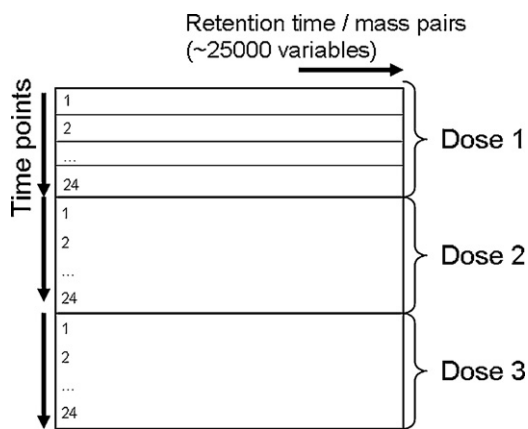 Retention time / mass pairs
(~25000 variables)
Time points
1
2
...
24
Dose 1
1
2
...
24
Dose 2
1
2
...
24
Dose 3